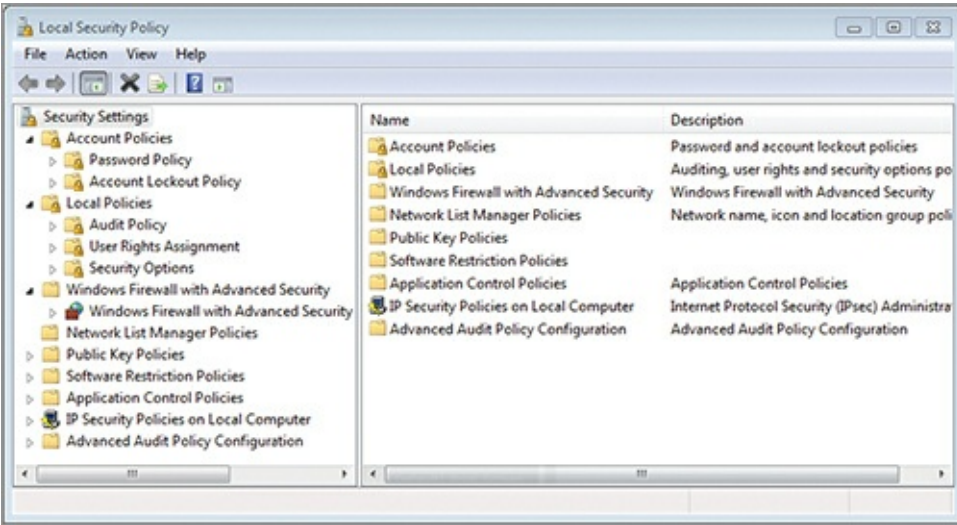 Local Security Policy
File Action View Help
Security Settings
Account Policies
Password Policy
Account Lockout Policy
Local Policies
Audit Policy
User Rights Assignment
Security Options
Windows Firewall with Advanced Security
Windows Firewall with Advanced Security
Network List Manager Policies
Public Key Policies
Software Restriction Policies
Application Control Policies
IP Security Policies on Local Computer
Advanced Audit Policy Configuration
Name Description
Account Policies Password and account lockout policies
Local Policies Auditing, user rights and security options po
Windows Firewall with Advanced Security Windows Firewall with Advanced Security
Network List Manager Policies Network name, icon and location group poli
Public Key Policies
Software Restriction Policies
Application Control Policies Application Control Policies
IP Security Policies on Local Computer Internet Protocol Security (IPsec) Administra
Advanced Audit Policy Configuration Advanced Audit Policy Configuration